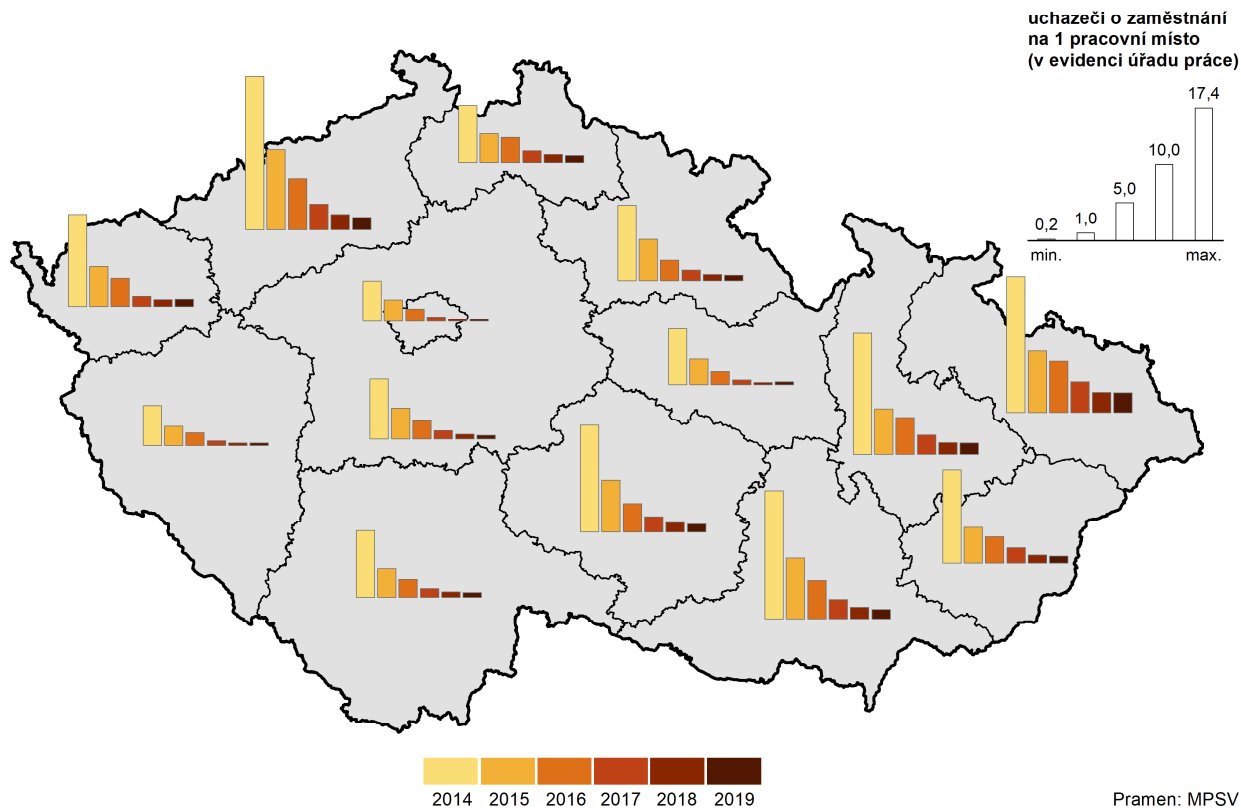 uchazeči o zaměstnání
na 1 pracovní místo
(v evidenci úřadu práce)
17,4
10,0
5,0
1,0
0,2
min.
max.
2014 2015 2016 2017 2018 2019
Pramen: MPSV